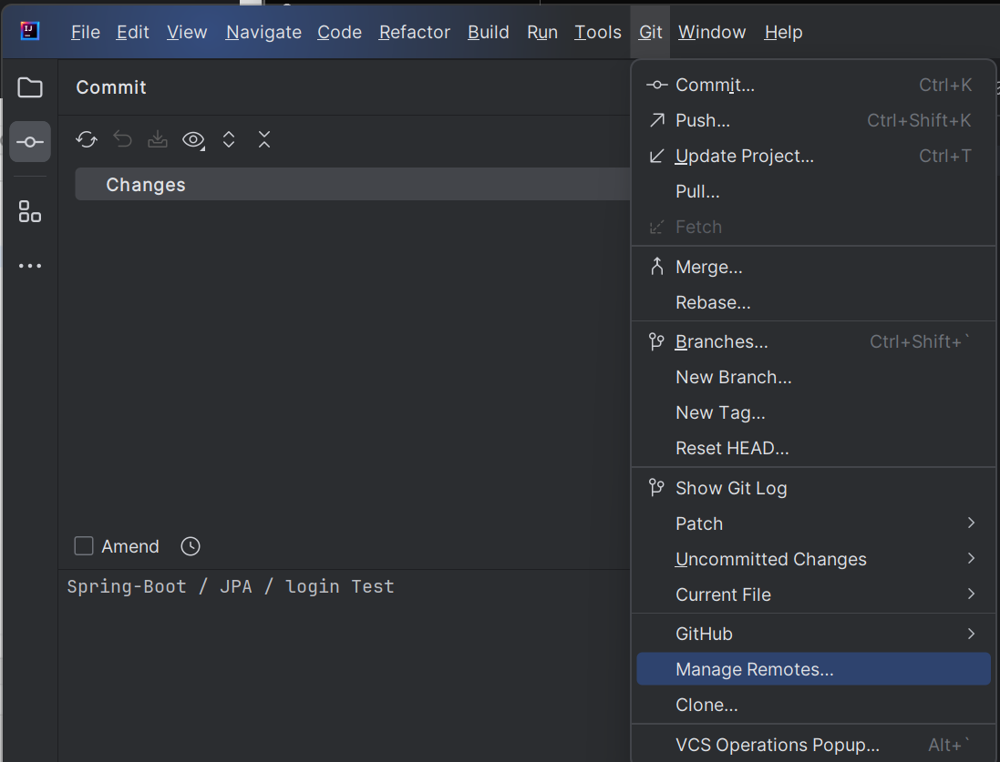 File Edit View Navigate Code Refactor Build Run Tools Git Window Help
Commit
Changes
Amend
Spring-Boot / JPA / login Test
Commit... Ctrl+K
Push... Ctrl+Shift+K
Update Project... Ctrl+T
Pull...
Fetch
Merge...
Rebase...
Branches... Ctrl+Shift+`
New Branch...
New Tag...
Reset HEAD...
Show Git Log
Patch
Uncommitted Changes
Current File
GitHub
Manage Remotes...
Clone...
VCS Operations Popup... Alt+`